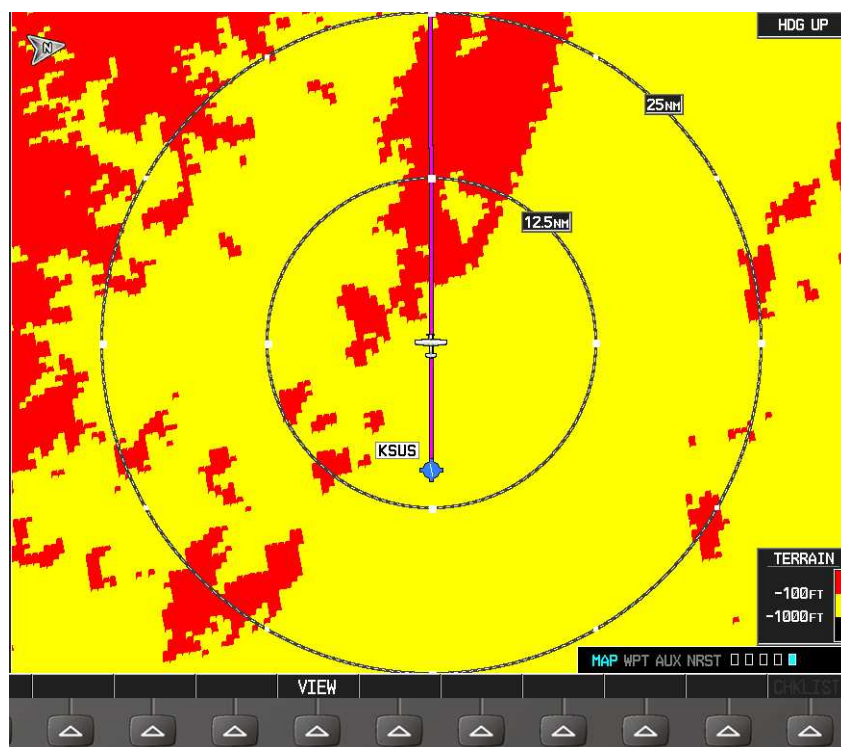 HDG UP
N
25NM
12.5NM
KSUS
TERRAIN
-100FT
-1000FT
MAP WPT AUX NRST
VIEW
CHKLIST